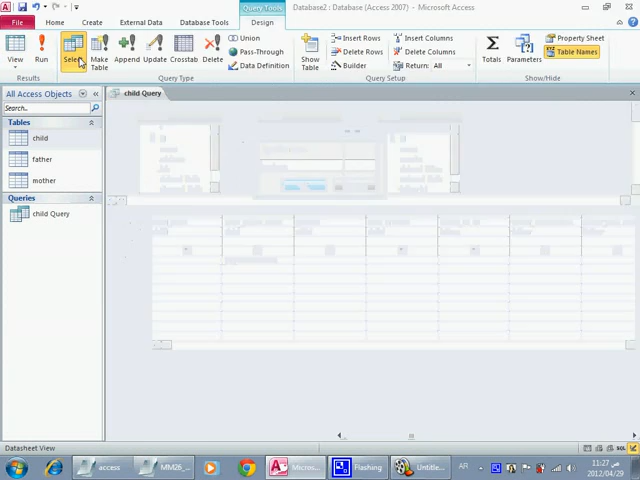 Query Tools
Database2 : Database (Access 2007) - Microsoft Access
File
Home
Create
External Data
Database Tools
Design
View
Run
Select
Make Table
Append
Update
Crosstab
Delete
Union
Pass-Through
Data Definition
Show Table
Insert Rows
Delete Rows
Builder
Insert Columns
Delete Columns
Return: All
Totals
Parameters
Property Sheet
Table Names
Results
Query Type
Query Setup
Show/Hide
All Access Objects
child Query
Search...
Tables
child
father
mother
Queries
child Query
Datasheet View
SQL
access
MM26_...
Micros...
Flashing
Untitle...
AR
11:27 ص
2012/04/29